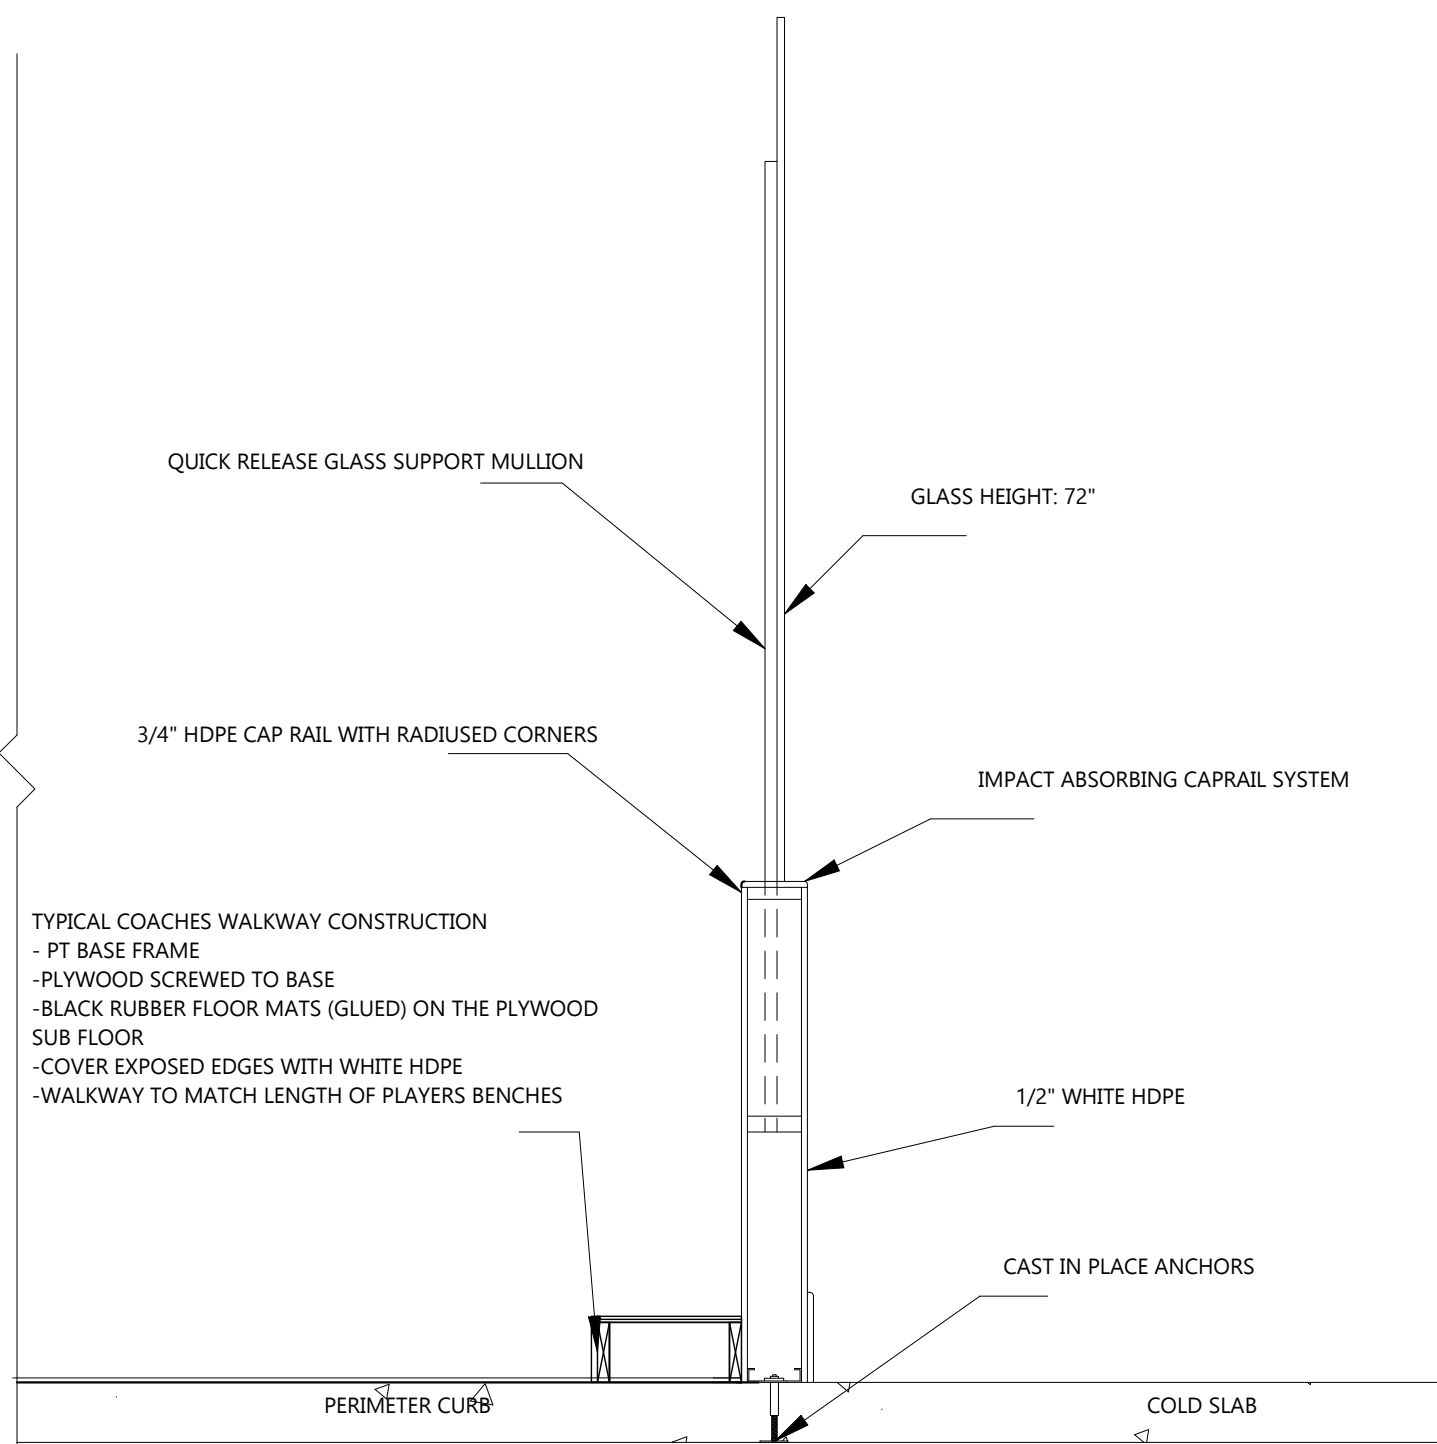 QUICK RELEASE GLASS SUPPORT MULLION
GLASS HEIGHT: 72"
3/4" HDPE CAP RAIL WITH RADIUSED CORNERS
IMPACT ABSORBING CAPRAIL SYSTEM
TYPICAL COACHES WALKWAY CONSTRUCTION
- PT BASE FRAME
-PLYWOOD SCREWED TO BASE
-BLACK RUBBER FLOOR MATS (GLUED) ON THE PLYWOOD
SUB FLOOR
-COVER EXPOSED EDGES WITH WHITE HDPE
-WALKWAY TO MATCH LENGTH OF PLAYERS BENCHES
1/2" WHITE HDPE
CAST IN PLACE ANCHORS
PERIMETER CURB
COLD SLAB